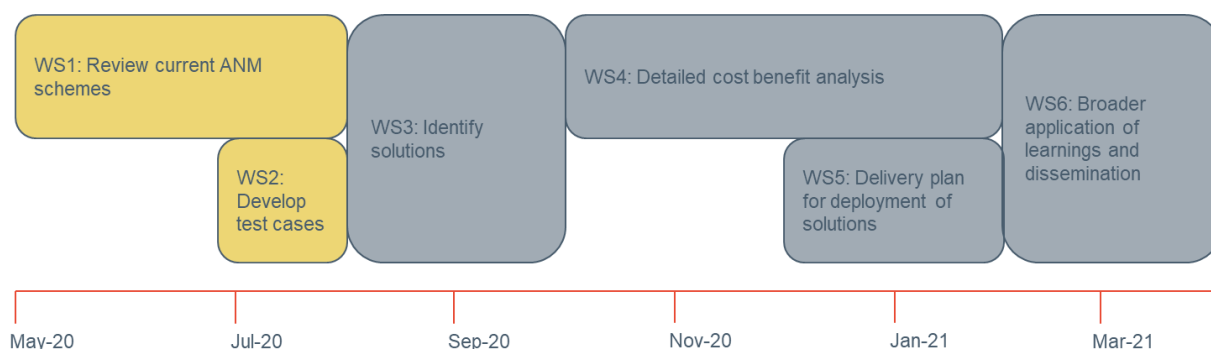 WS1: Review current ANM
schemes
WS2:
Develop
test cases
WS3: Identify
solutions
WS4: Detailed cost benefit analysis
WS5: Delivery plan
for deployment of
solutions
WS6: Broader
application of
learnings and
dissemination
May-20
Jul-20
Sep-20
Nov-20
Jan-21
Mar-21